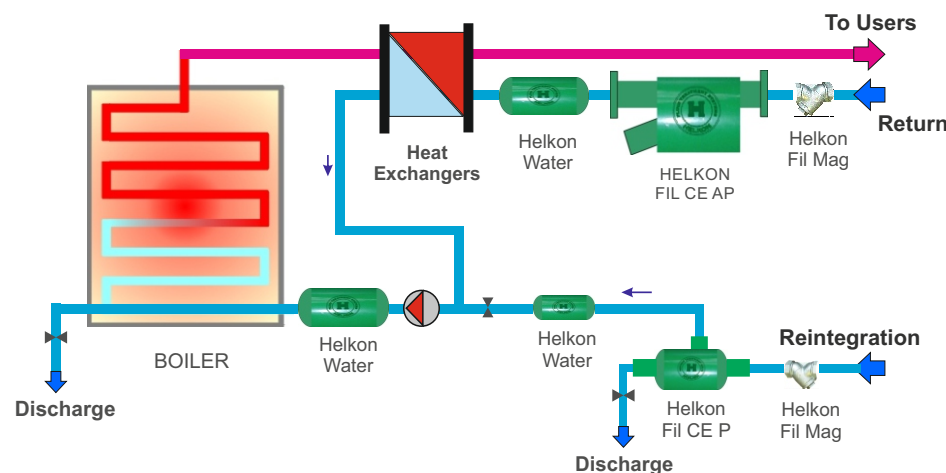 To Users
Return
Heat
Exchangers
Helkon
Water
HELKON
FIL CE AP
Helkon
Fil Mag
H
H
BOILER
Discharge
H
Helkon
Water
H
Helkon
Water
Reintegration
H
Helkon
Fil CE P
Helkon
Fil Mag
Discharge